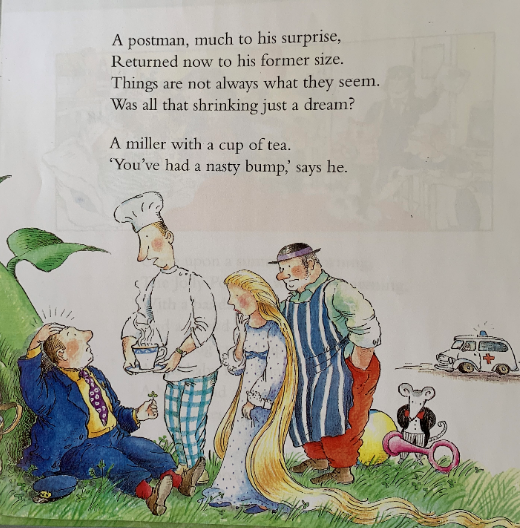 A postman, much to his surprise,
Returned now to his former size.
Things are not always what they seem.
Was all that shrinking just a dream?
A miller with a cup of tea.
‘You’ve had a nasty bump,’ says he.